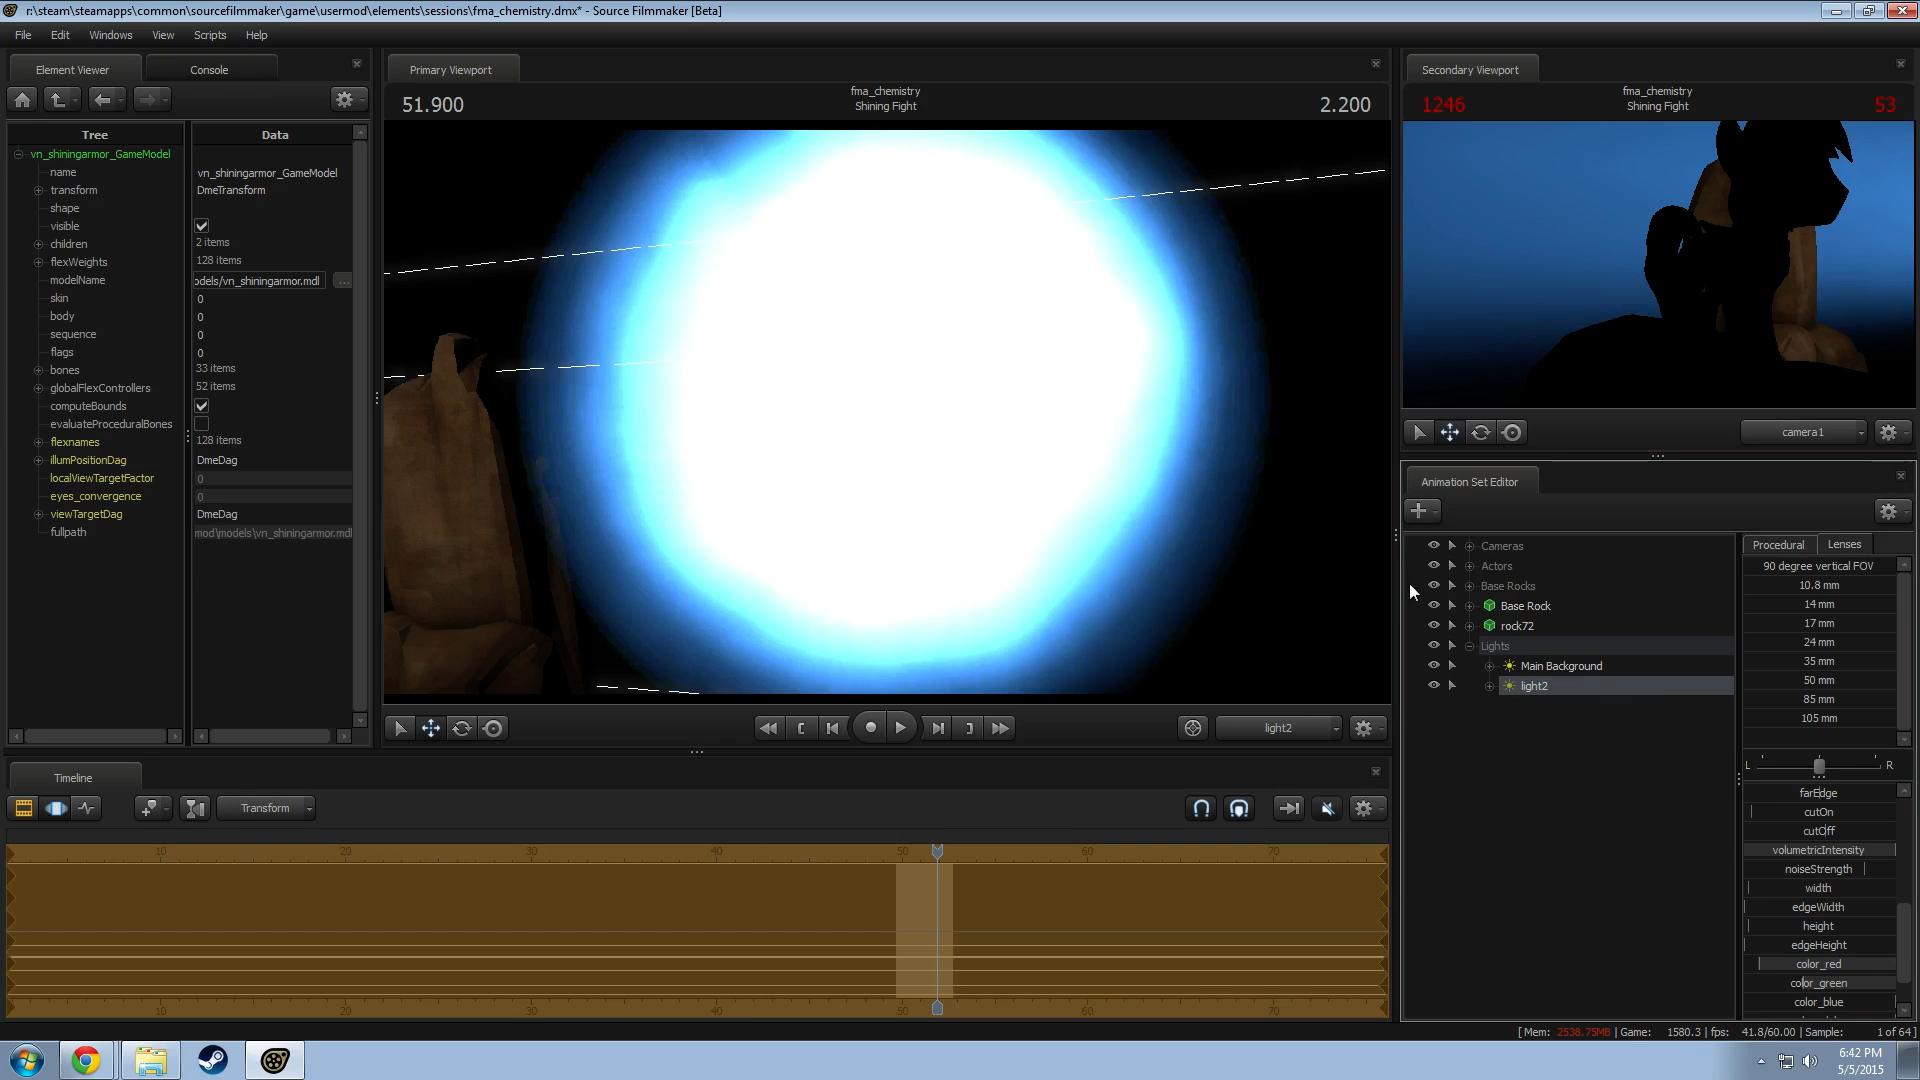 r:\steam\steamapps\common\sourcefilmmaker\game\usermod\elements\sessions\fma_chemistry.dmx* - Source Filmmaker [Beta]
File Edit Windows View Scripts Help
Element Viewer
Console
Tree
Data
vn_shiningarmor_GameModel
name
vn_shiningarmor_GameModel
transform
DmeTransform
shape
visible
children
2 items
flexWeights
128 items
modelName
odels/vn_shiningarmor.mdl
...
skin
0
body
0
sequence
0
flags
0
bones
33 items
globalFlexControllers
52 items
computeBounds
evaluateProceduralBones
flexnames
128 items
illumPositionDag
DmeDag
localViewTargetFactor
0
eyes_convergence
0
viewTargetDag
DmeDag
fullpath
mod\models\vn_shiningarmor.mdl
Primary Viewport
51.900
fma_chemistry
Shining Fight
2.200
light2
Secondary Viewport
1246
fma_chemistry
Shining Fight
53
camera1
Animation Set Editor
Cameras
Actors
Base Rocks
Base Rock
rock72
Lights
Main Background
light2
Procedural
Lenses
90 degree vertical FOV
10.8 mm
14 mm
17 mm
24 mm
35 mm
50 mm
85 mm
105 mm
L
R
farEdge
cutOn
cutOff
volumetricIntensity
noiseStrength
width
edgeWidth
height
edgeHeight
color_red
color_green
color_blue
Timeline
Transform
10 20 30 40 50 60 70
10 20 30 40 50 60 70
[ Mem: 2538.75MB | Game: 1580.3 | fps: 41.8/60.00 | Sample: 1 of 64 ]
6:42 PM
5/5/2015